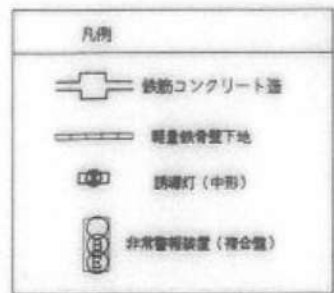 凡例
鉄筋コンクリート造
軽量鉄骨壁下地
誘導灯(中形)
非常警報装置(複合盤)